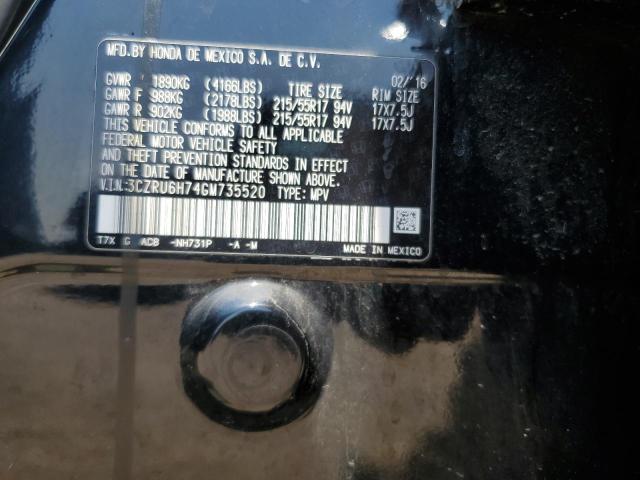 MFD.BY HONDA DE MEXICO S.A. DE C.V.
02/16
GVWR 1890KG (4166LBS) TIRE SIZE RIM SIZE
GAWR F 988KG (2178LBS) 215/55R17 94V 17X7.5J
GAWR R 902KG (1988LBS) 215/55R17 94V 17X7.5J
THIS VEHICLE CONFORMS TO ALL APPLICABLE
FEDERAL MOTOR VEHICLE SAFETY
AND THEFT PREVENTION STANDARDS IN EFFECT
ON THE DATE OF MANUFACTURE SHOWN ABOVE.
V.I.N.:3CZRU6H74GM735520 TYPE: MPV
T7X G ACB -NH731P -A -M MADE IN MEXICO